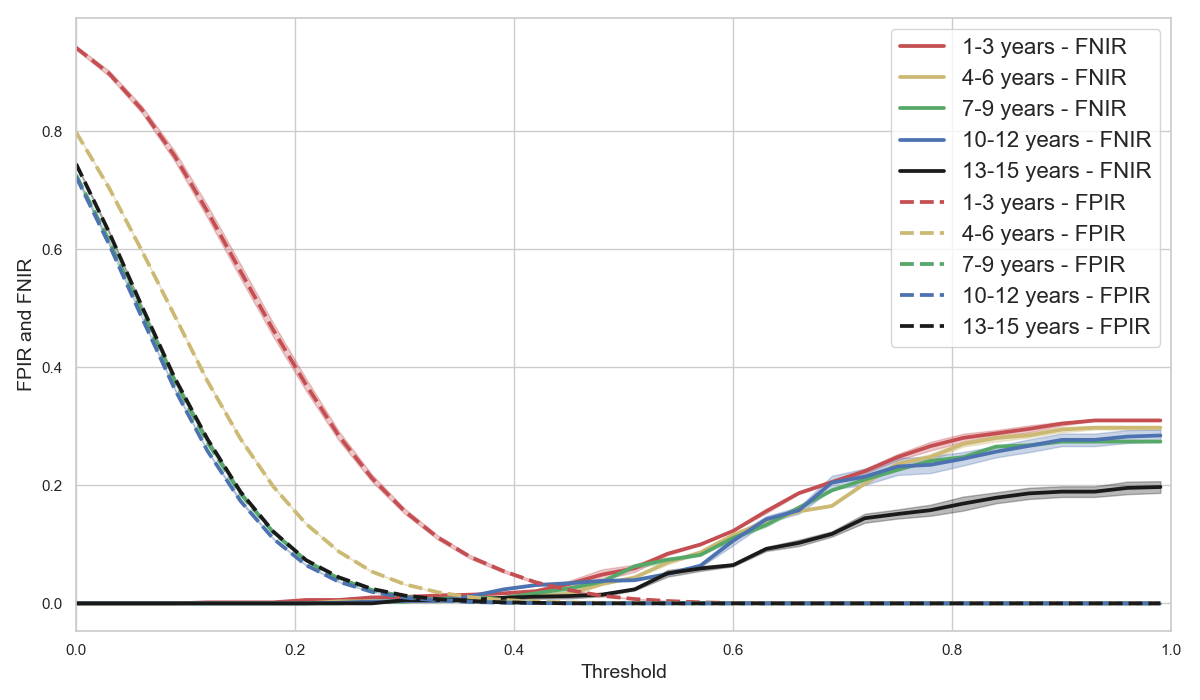 1-3 years - FNIR
4-6 years - FNIR
7-9 years - FNIR
10-12 years - FNIR
13-15 years - FNIR
1-3 years - FPIR
4-6 years - FPIR
7-9 years - FPIR
10-12 years - FPIR
13-15 years - FPIR
FPIR and FNIR
0.8
0.6
0.4
0.2
0.0
0.0 0.2 0.4 0.6 0.8 1.0
Threshold